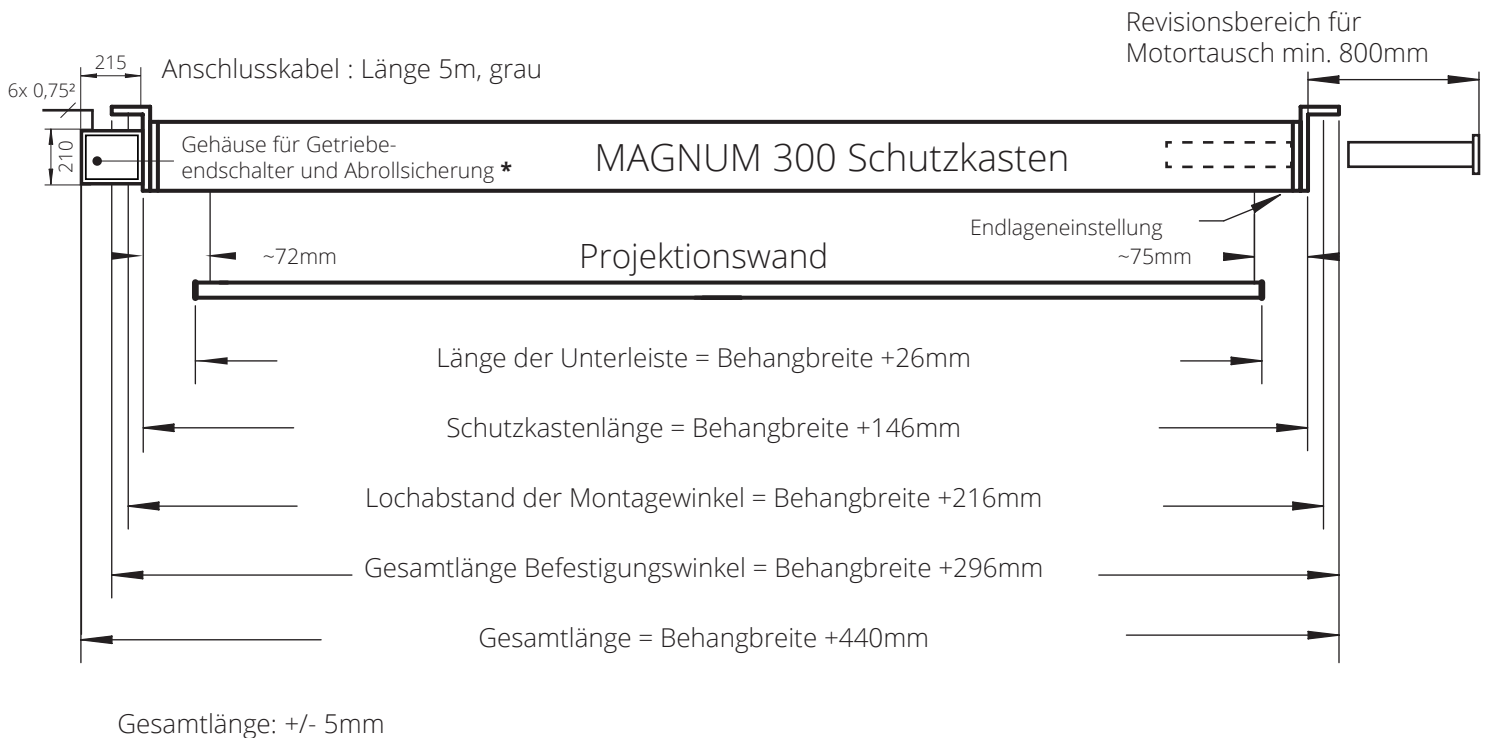 Revisionsbereich für
Motortausch min. 800mm
215
Anschlusskabel : Länge 5m, grau
6x 0,75²
210
Gehäuse für Getriebe-
endschalter und Abrollsicherung *
MAGNUM 300 Schutzkasten
Endlageneinstellung
~72mm
Projektionswand
~75mm
Länge der Unterleiste = Behangbreite +26mm
Schutzkastenlänge = Behangbreite +146mm
Lochabstand der Montagewinkel = Behangbreite +216mm
Gesamtlänge Befestigungswinkel = Behangbreite +296mm
Gesamtlänge = Behangbreite +440mm
Gesamtlänge: +/- 5mm